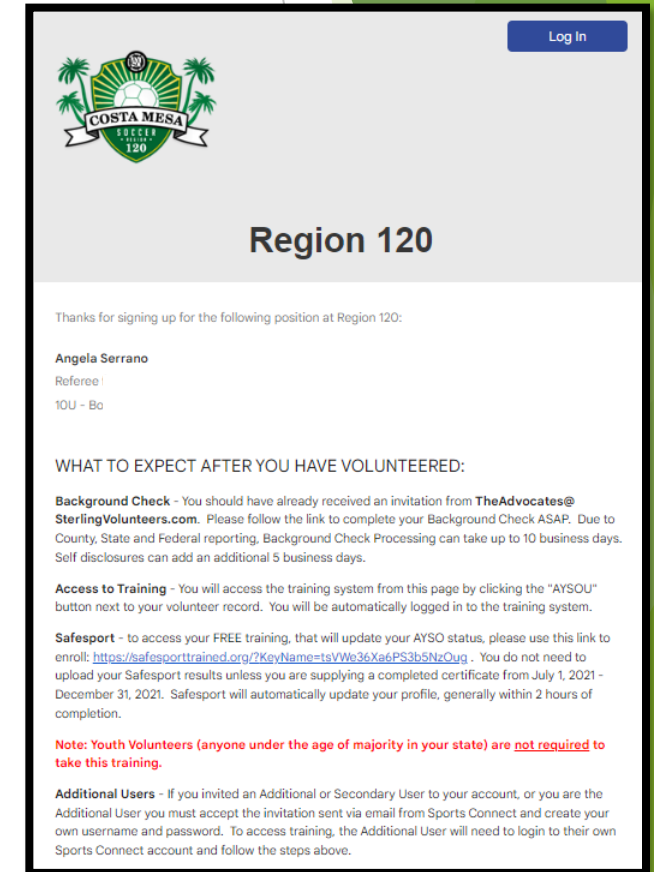 Log In
COSTA MESA
SOCCER
REGION
120
Region 120
Thanks for signing up for the following position at Region 120:
Angela Serrano
Referee
10U - Bo
WHAT TO EXPECT AFTER YOU HAVE VOLUNTEERED:
Background Check - You should have already received an invitation from TheAdvocates@
SterlingVolunteers.com. Please follow the link to complete your Background Check ASAP. Due to
County, State and Federal reporting, Background Check Processing can take up to 10 business days.
Self disclosures can add an additional 5 business days.
Access to Training - You will access the training system from this page by clicking the "AYSOU"
button next to your volunteer record. You will be automatically logged in to the training system.
Safesport - to access your FREE training, that will update your AYSO status, please use this link to
enroll: https://safesporttrained.org/?KeyName=tsVWe36Xa6PS3b5NzOug . You do not need to
upload your Safesport results unless you are supplying a completed certificate from July 1, 2021 -
December 31, 2021. Safesport will automatically update your profile, generally within 2 hours of
completion.
Note: Youth Volunteers (anyone under the age of majority in your state) are not required to
take this training.
Additional Users - If you invited an Additional or Secondary User to your account, or you are the
Additional User you must accept the invitation sent via email from Sports Connect and create your
own username and password. To access training, the Additional User will need to login to their own
Sports Connect account and follow the steps above.